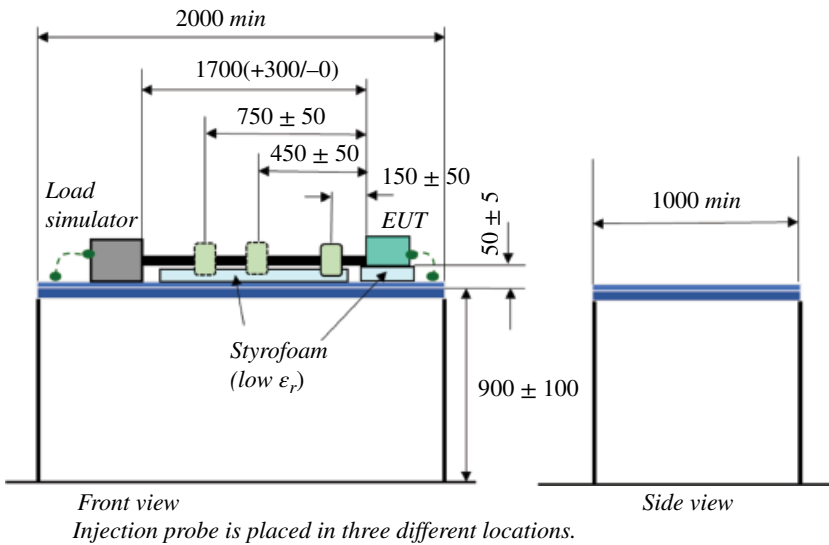 2000 min
1700(+300/–0)
750 ± 50
450 ± 50
150 ± 50
Load
simulator
EUT
50 ± 5
1000 min
Styrofoam
(low εr)
900 ± 100
Front view
Side view
Injection probe is placed in three different locations.